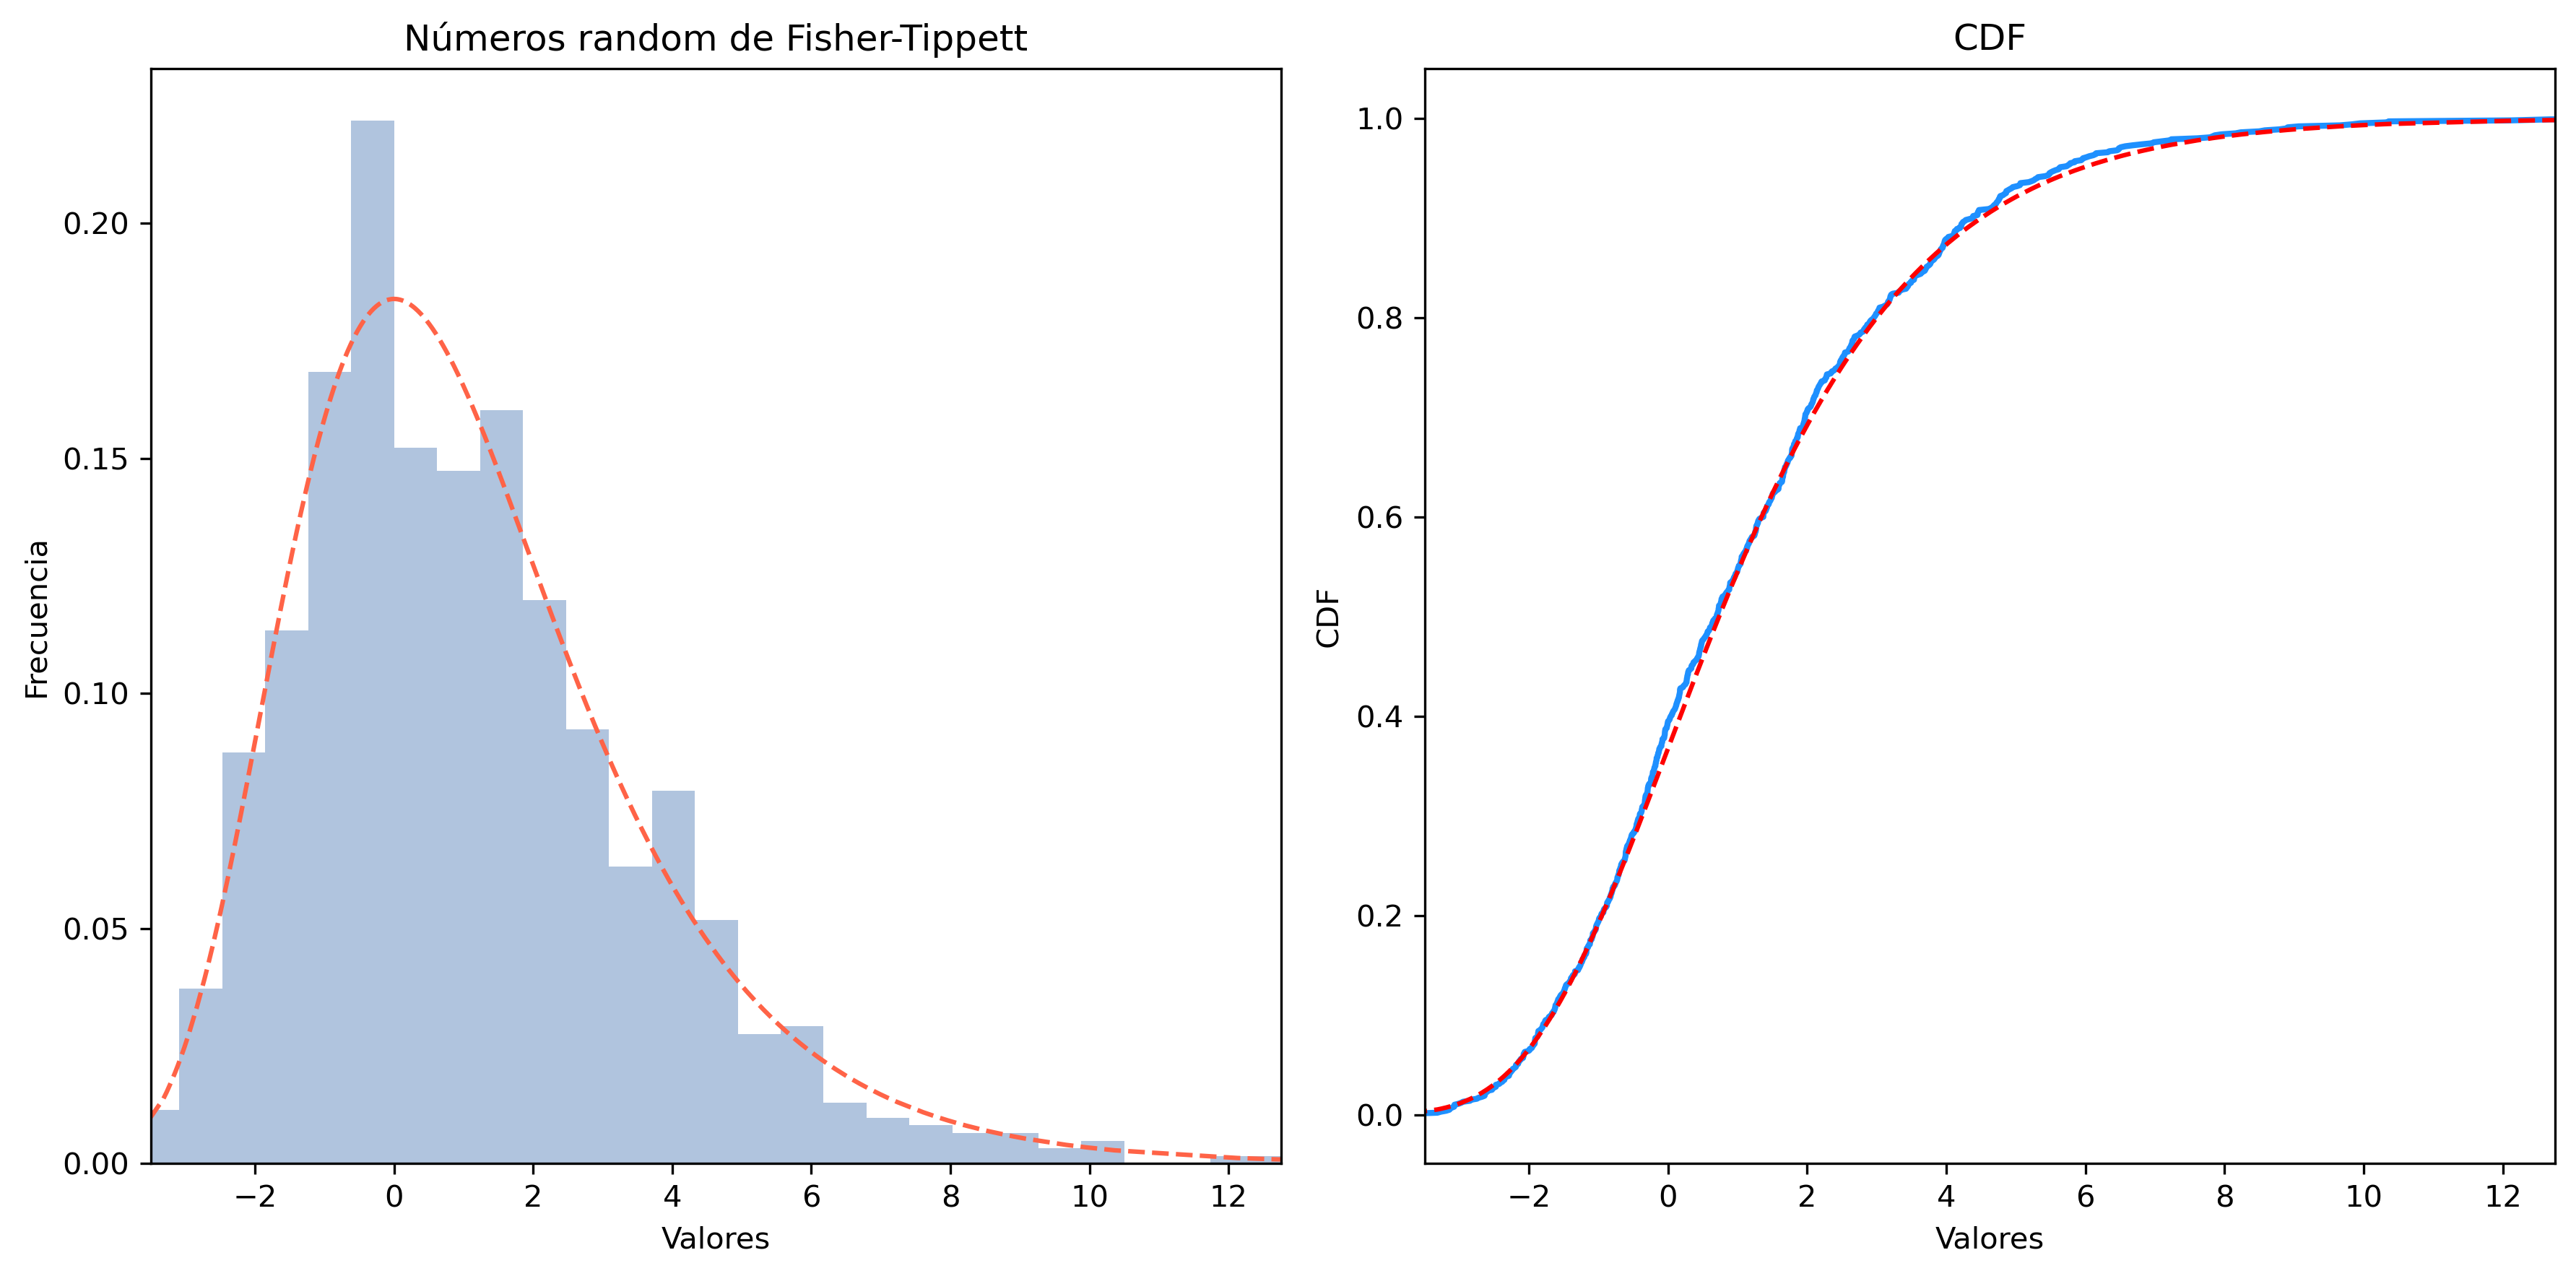 Números random de Fisher-Tippett
Frecuencia
0.20
0.15
0.10
0.05
0.00
−2 0 2 4 6 8 10 12
Valores
CDF
CDF
1.0
0.8
0.6
0.4
0.2
0.0
−2 0 2 4 6 8 10 12
Valores